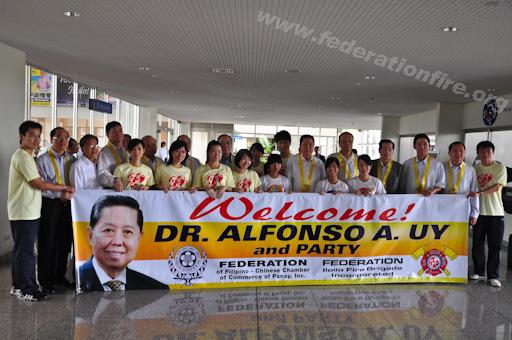 www.federationfire.org
Welcome!
DR. ALFONSO A. UY
and PARTY
FEDERATION
of Filipino - Chinese Chamber
of Commerce of Panay, Inc.
FEDERATION
Iloilo Fire Brigade
Incorporated